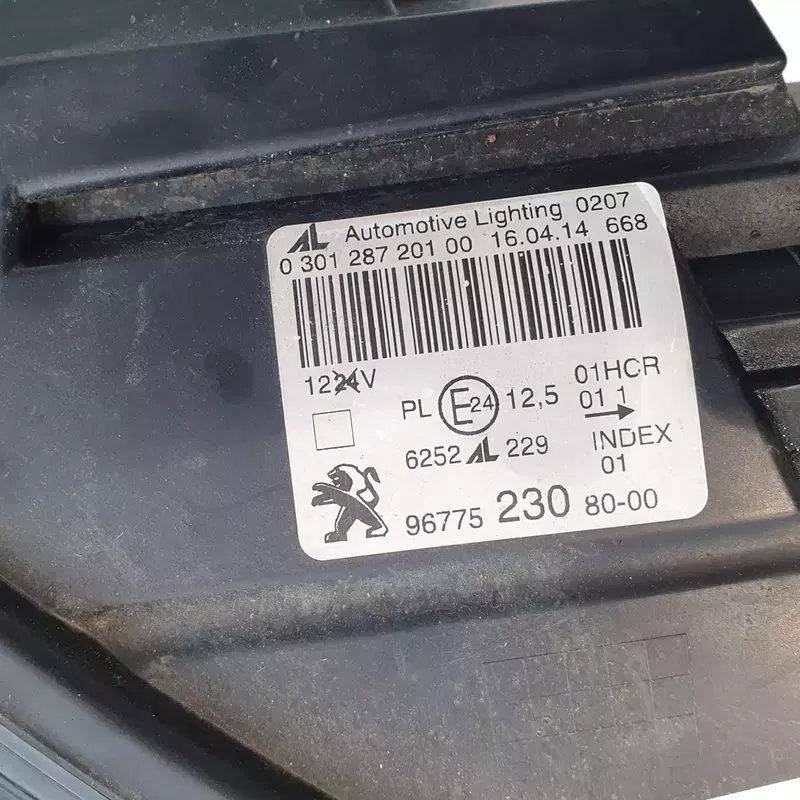 AL Automotive Lighting 0207
0 301 287 201 00 16.04.14 668
1224V
PL E24 12,5 01HCR
01 1
6252 AL 229 INDEX
01
96775 230 80-00